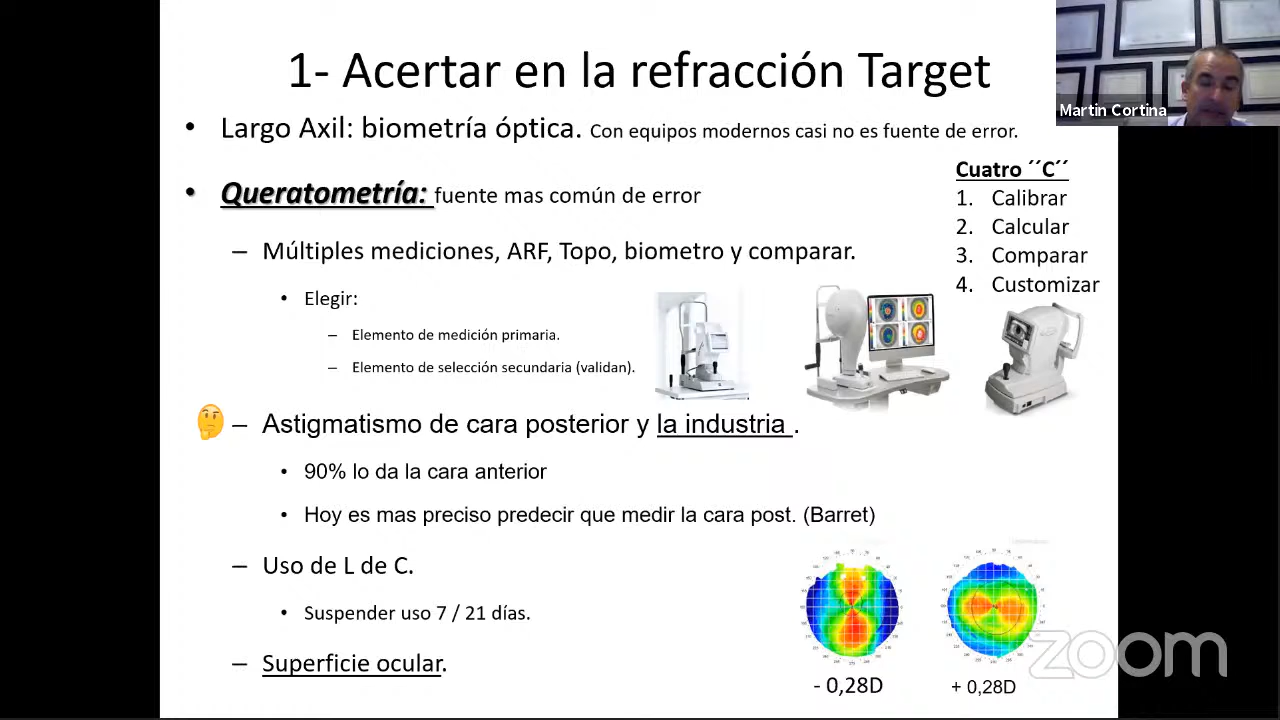 1- Acertar en la refracción Target
Martin Cortina
• Largo Axil: biometría óptica. Con equipos modernos casi no es fuente de error.
• Queratometría: fuente mas común de error
Cuatro ´´C´´
1. Calibrar
2. Calcular
3. Comparar
4. Customizar
– Múltiples mediciones, ARF, Topo, biometro y comparar.
• Elegir:
– Elemento de medición primaria.
– Elemento de selección secundaria (validan).
– Astigmatismo de cara posterior y la industria .
• 90% lo da la cara anterior
• Hoy es mas preciso predecir que medir la cara post. (Barret)
– Uso de L de C.
• Suspender uso 7 / 21 días.
– Superficie ocular.
- 0,28D
+ 0,28D
zoom